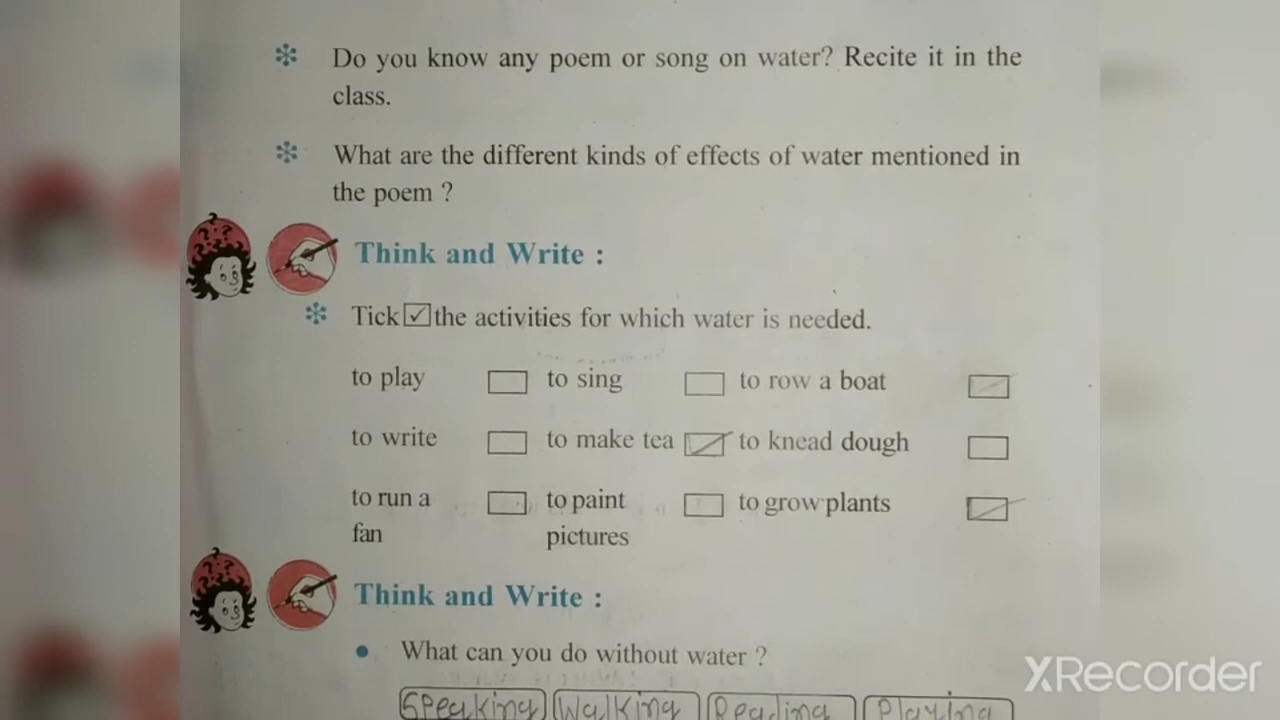 Do you know any poem or song on water? Recite it in the
class.
What are the different kinds of effects of water mentioned in
the poem ?
Think and Write :
Tick ☑ the activities for which water is needed.
to play to sing to row a boat
to write to make tea to knead dough
to run a to paint to grow plants
fan pictures
Think and Write :
• What can you do without water ?
Speaking Walking Reading Playing
XRecorder